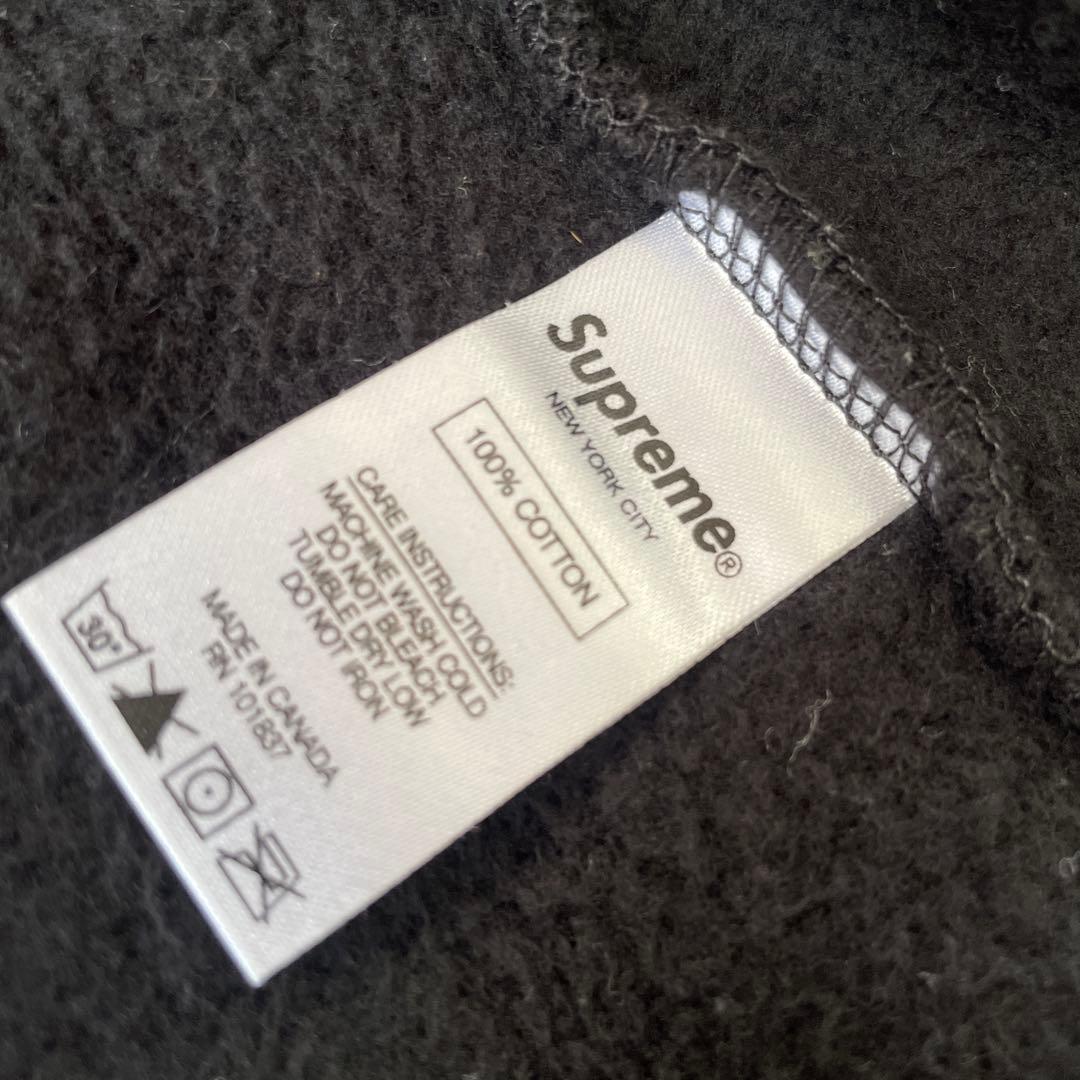 Supreme®
NEW YORK CITY
100% COTTON
CARE INSTRUCTIONS:
MACHINE WASH COLD
DO NOT BLEACH
TUMBLE DRY LOW
DO NOT IRON
MADE IN CANADA
RN 101837
30°